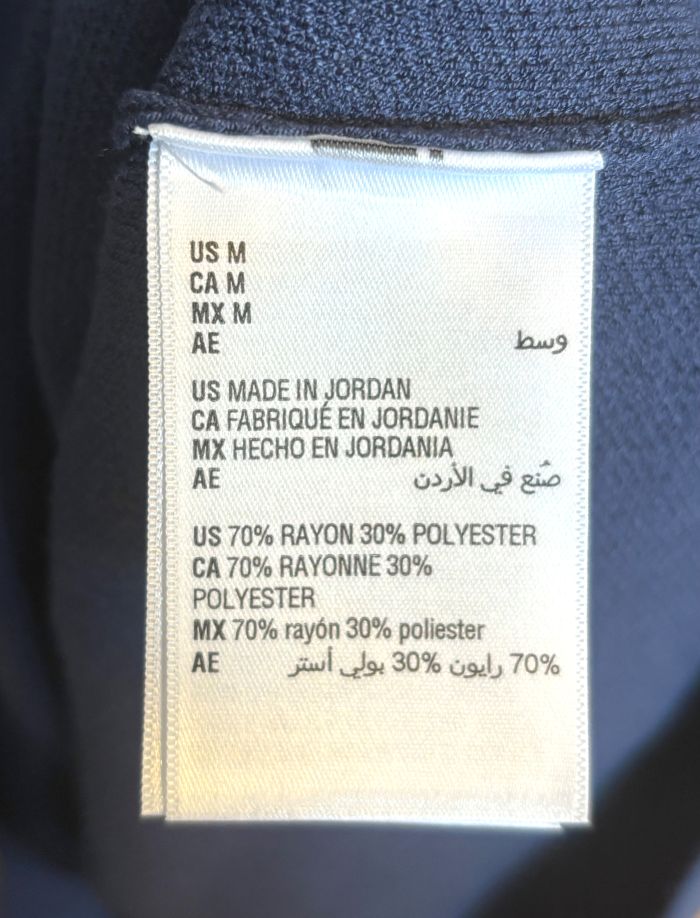 US M
CA M
MX M
AE وسط
US MADE IN JORDAN
CA FABRIQUÉ EN JORDANIE
MX HECHO EN JORDANIA
AE صُنع في الأردن
US 70% RAYON 30% POLYESTER
CA 70% RAYONNE 30%
POLYESTER
MX 70% rayón 30% poliester
AE 70% رايون 30% بولي أستر